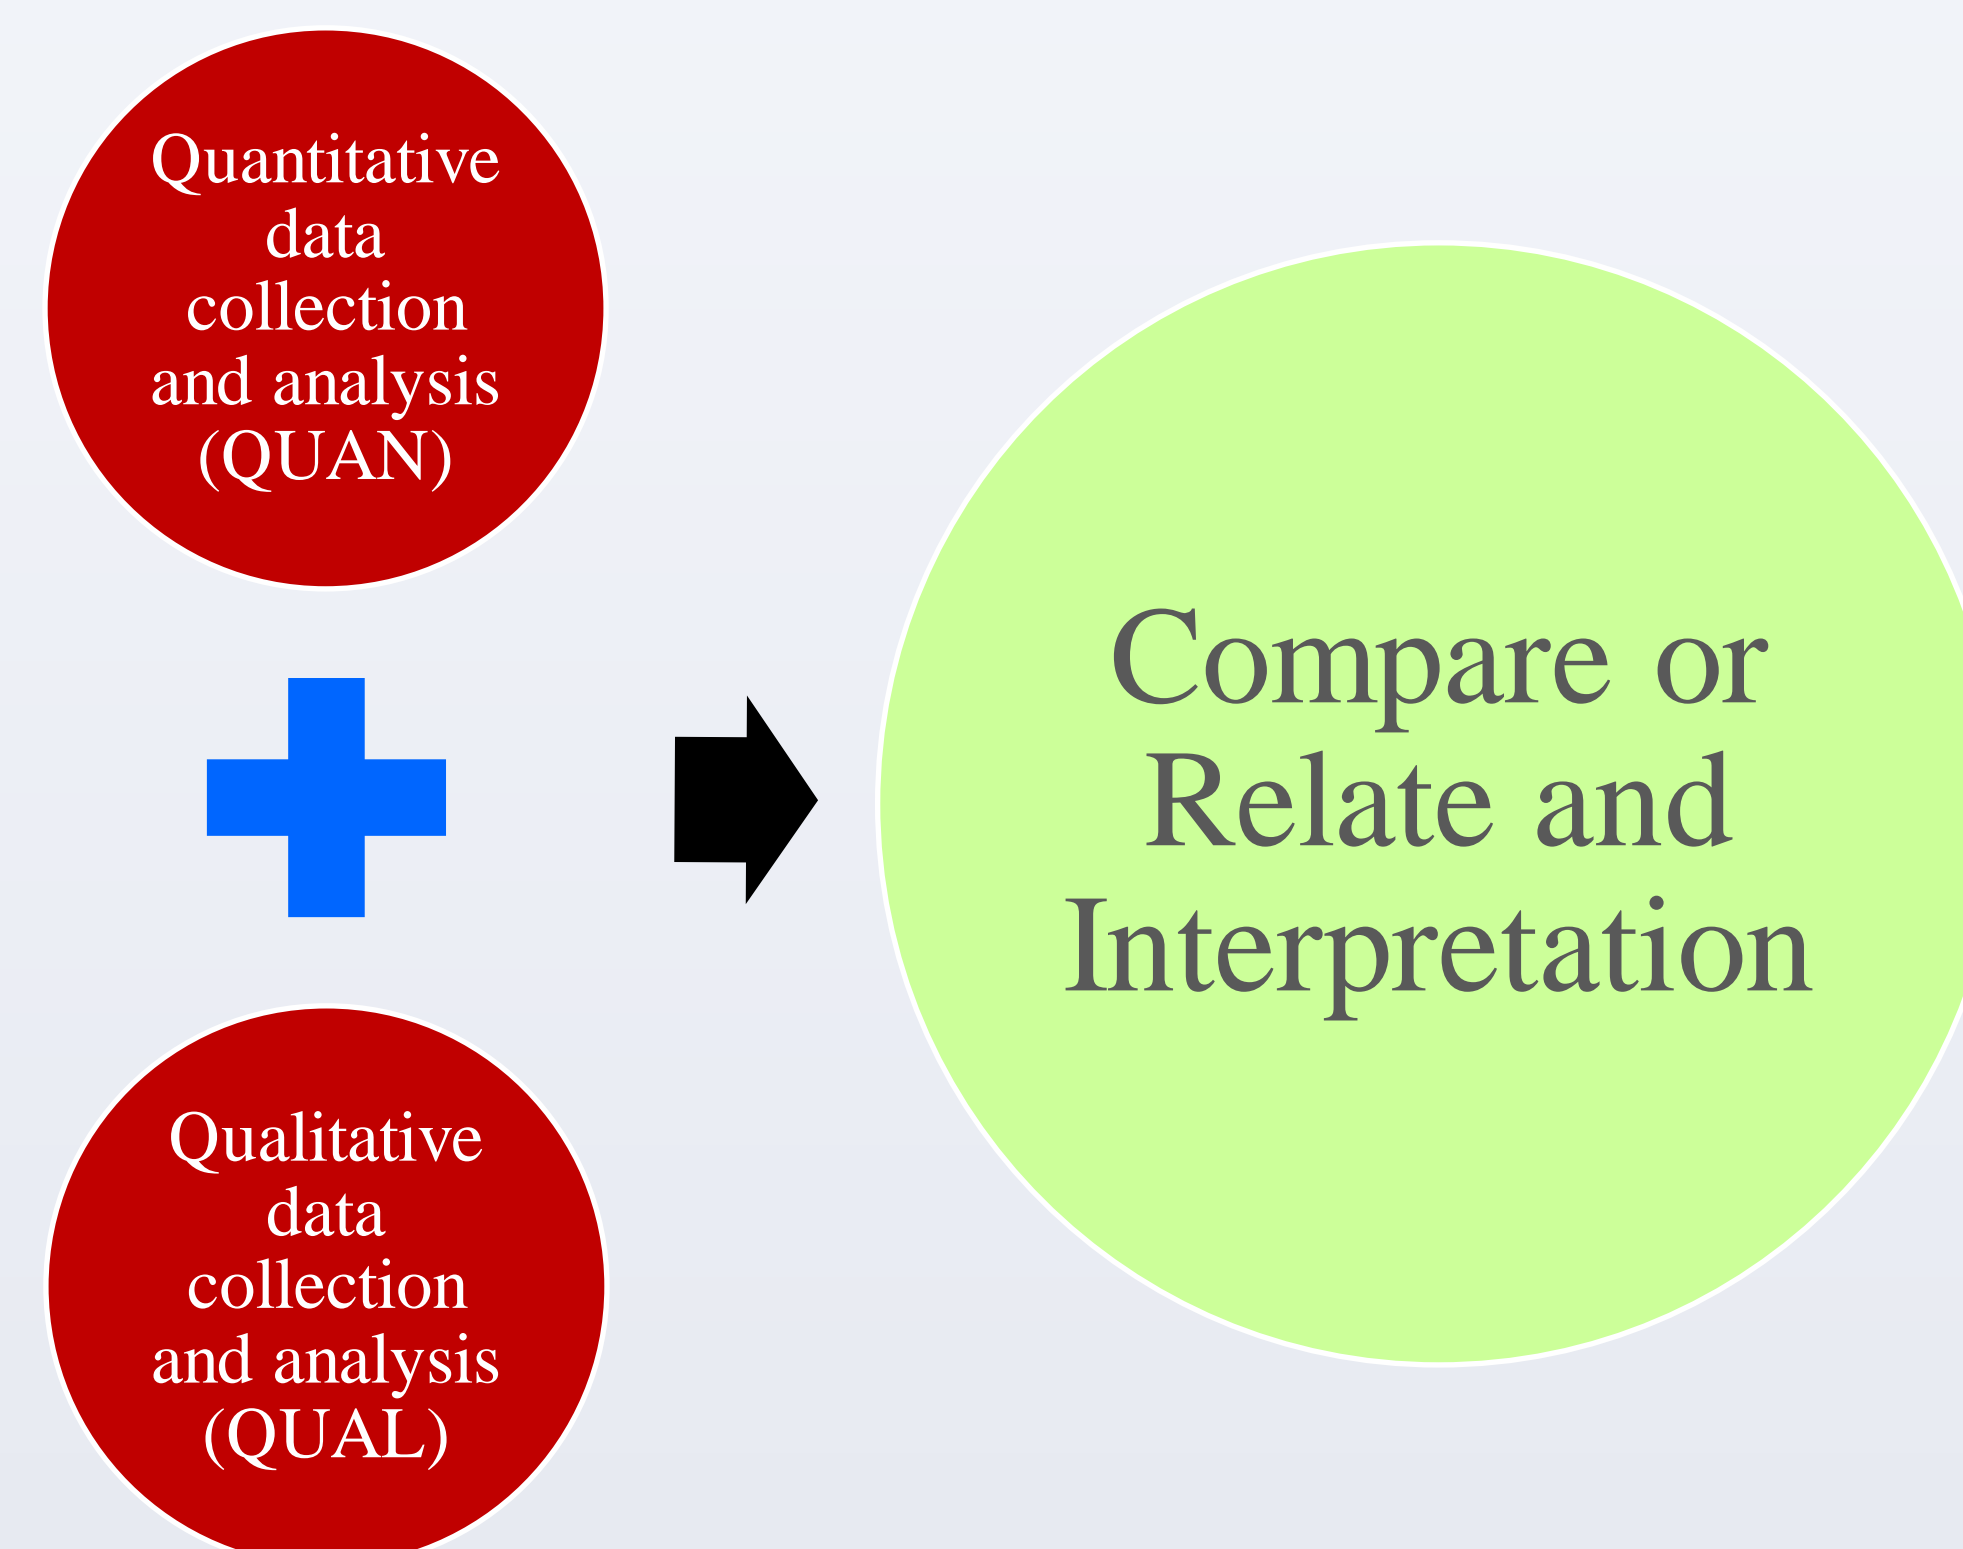 Quantitative
data
collection
and analysis
(QUAN)
Qualitative
data
collection
and analysis
(QUAL)
Compare or
Relate and
Interpretation